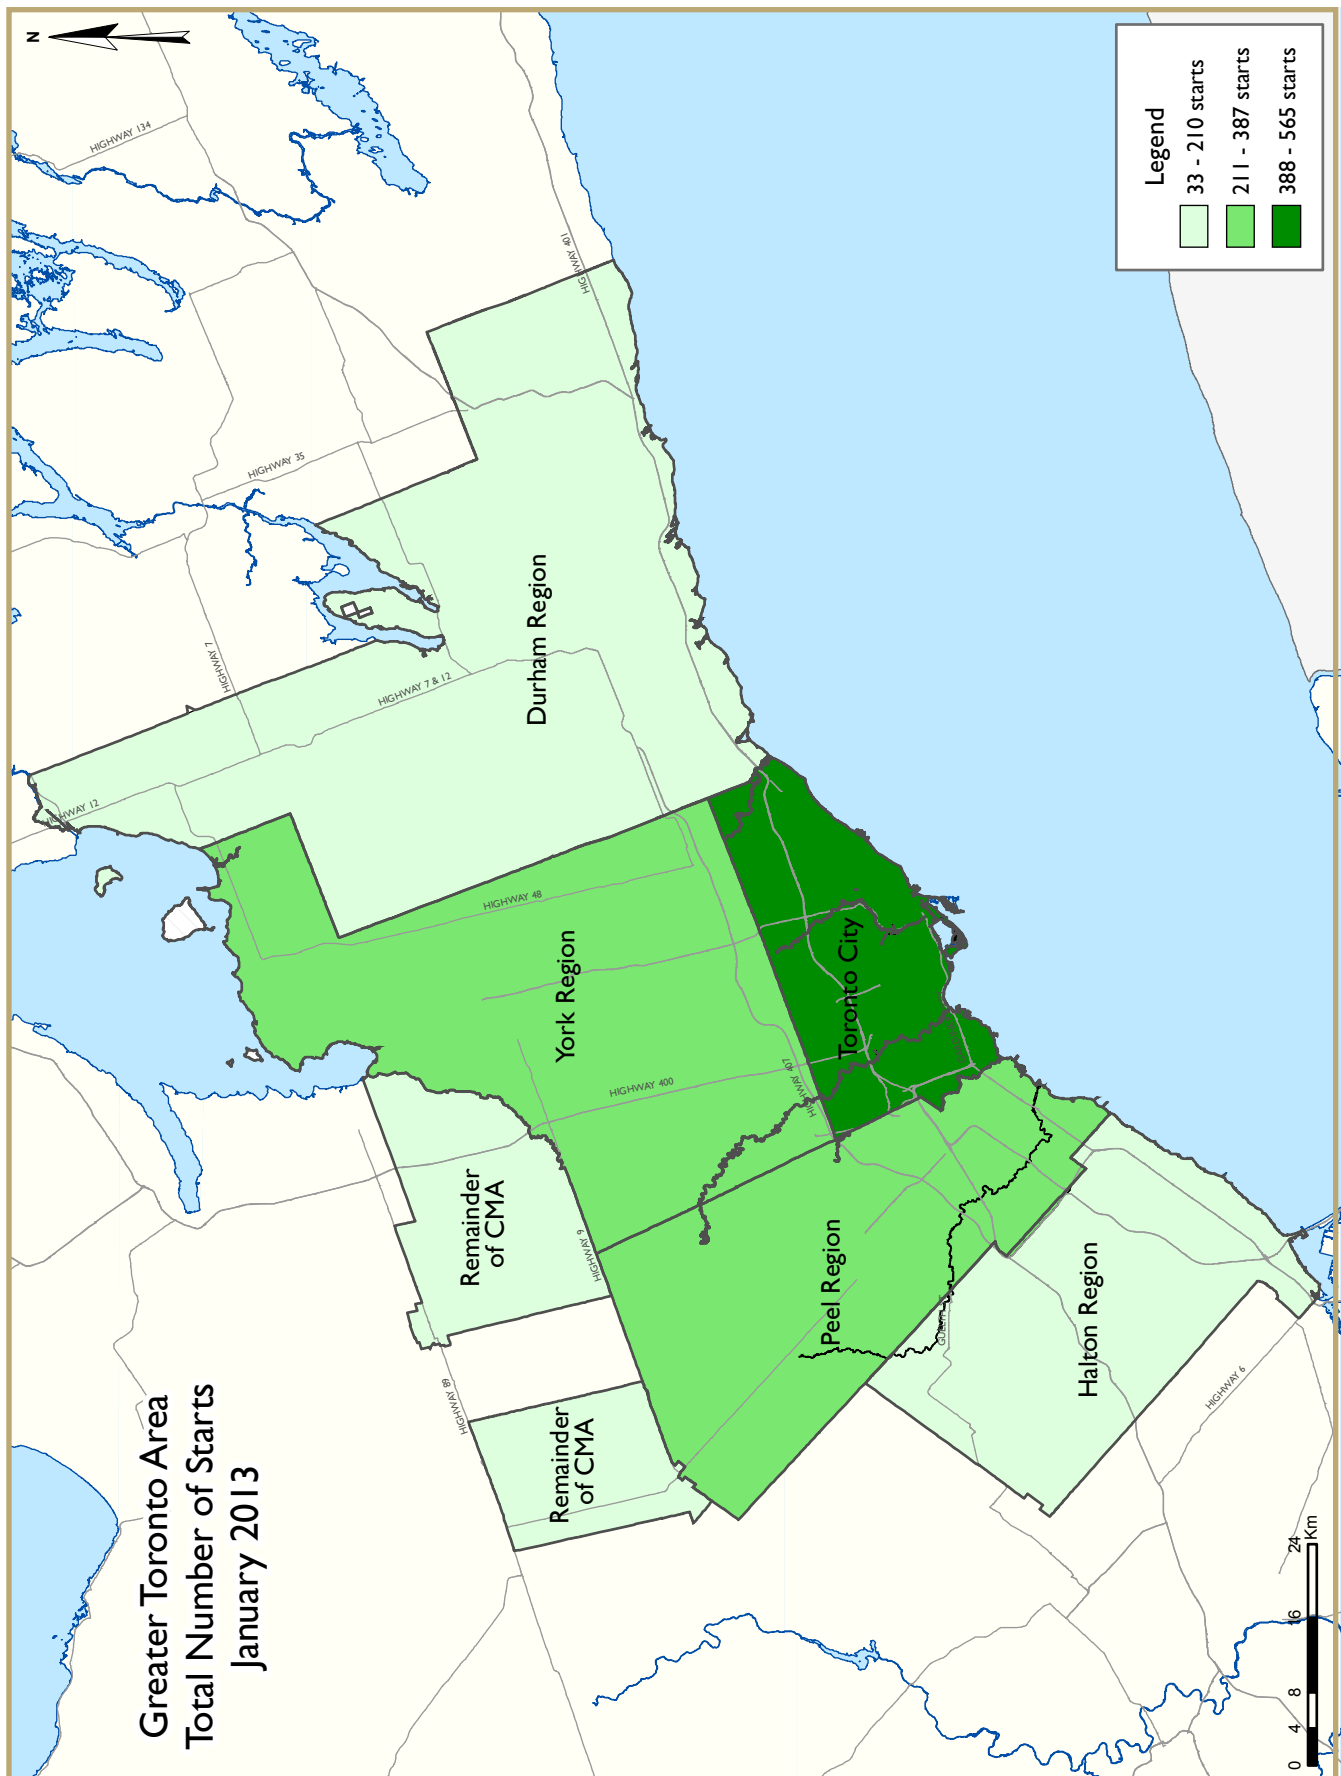 Greater Toronto Area
Total Number of Starts
January 2013
N
HIGHWAY 134
HIGHWAY 401
HIGHWAY 35
HIGHWAY 7
HIGHWAY 7 & 12
HIGHWAY 12
Durham Region
HIGHWAY 48
York Region
HIGHWAY 400
HIGHWAY 407
Toronto City
Remainder
of CMA
HIGHWAY 9
HIGHWAY 89
Remainder
of CMA
Peel Region
Halton Region
HIGHWAY 6
Legend
33 - 210 starts
211 - 387 starts
388 - 565 starts
0 4 8 16 24
Km